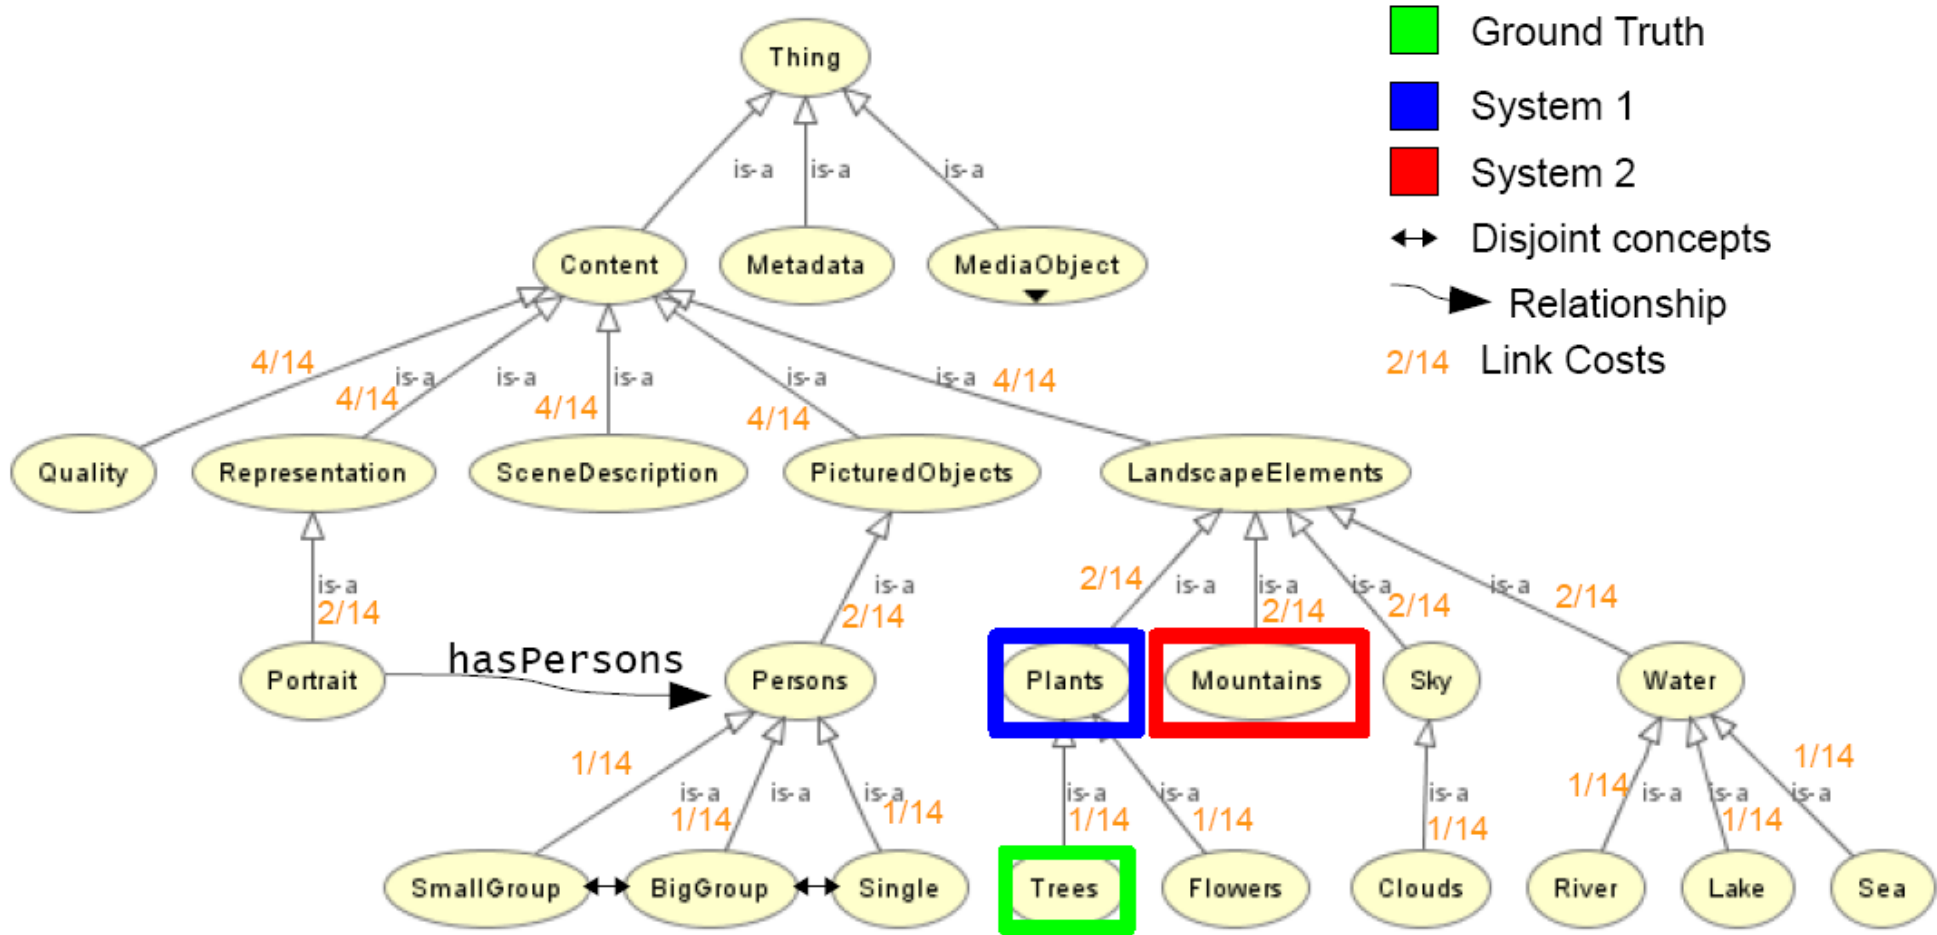 Thing
Ground Truth
System 1
System 2
Disjoint concepts
Relationship
2/14 Link Costs
is-a is-a is-a
Content Metadata MediaObject
4/14 4/14 is-a is-a 4/14 is-a 4/14 is-a is-a 4/14
Quality Representation SceneDescription PicturedObjects LandscapeElements
is-a 2/14 is-a 2/14 2/14 is-a is-a 2/14 is-a 2/14 is-a 2/14
hasPersons
Portrait Persons Plants Mountains Sky Water
1/14 is-a 1/14 is-a is-a 1/14 is-a 1/14 is-a 1/14 is-a 1/14 1/14 is-a is-a 1/14 is-a 1/14
SmallGroup BigGroup Single Trees Flowers Clouds River Lake Sea